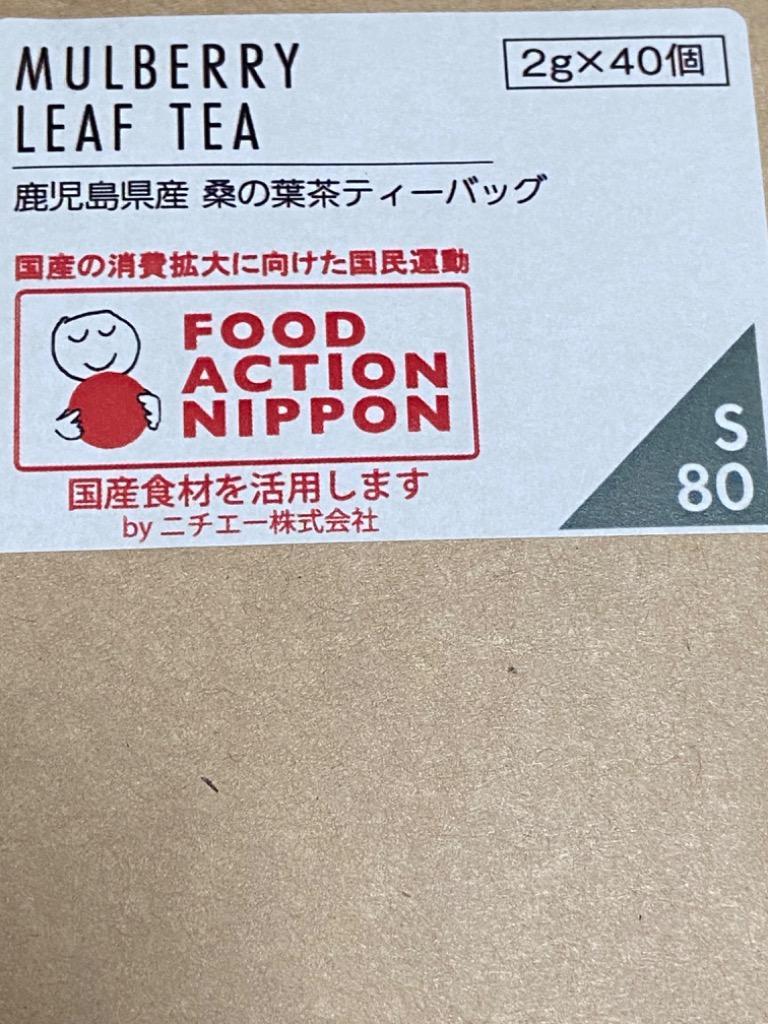 MULBERRY
LEAF TEA
2g×40個
鹿児島県産 桑の葉茶ティーバッグ
国産の消費拡大に向けた国民運動
FOOD
ACTION
NIPPON
国産食材を活用します
by ニチエー株式会社
S
80